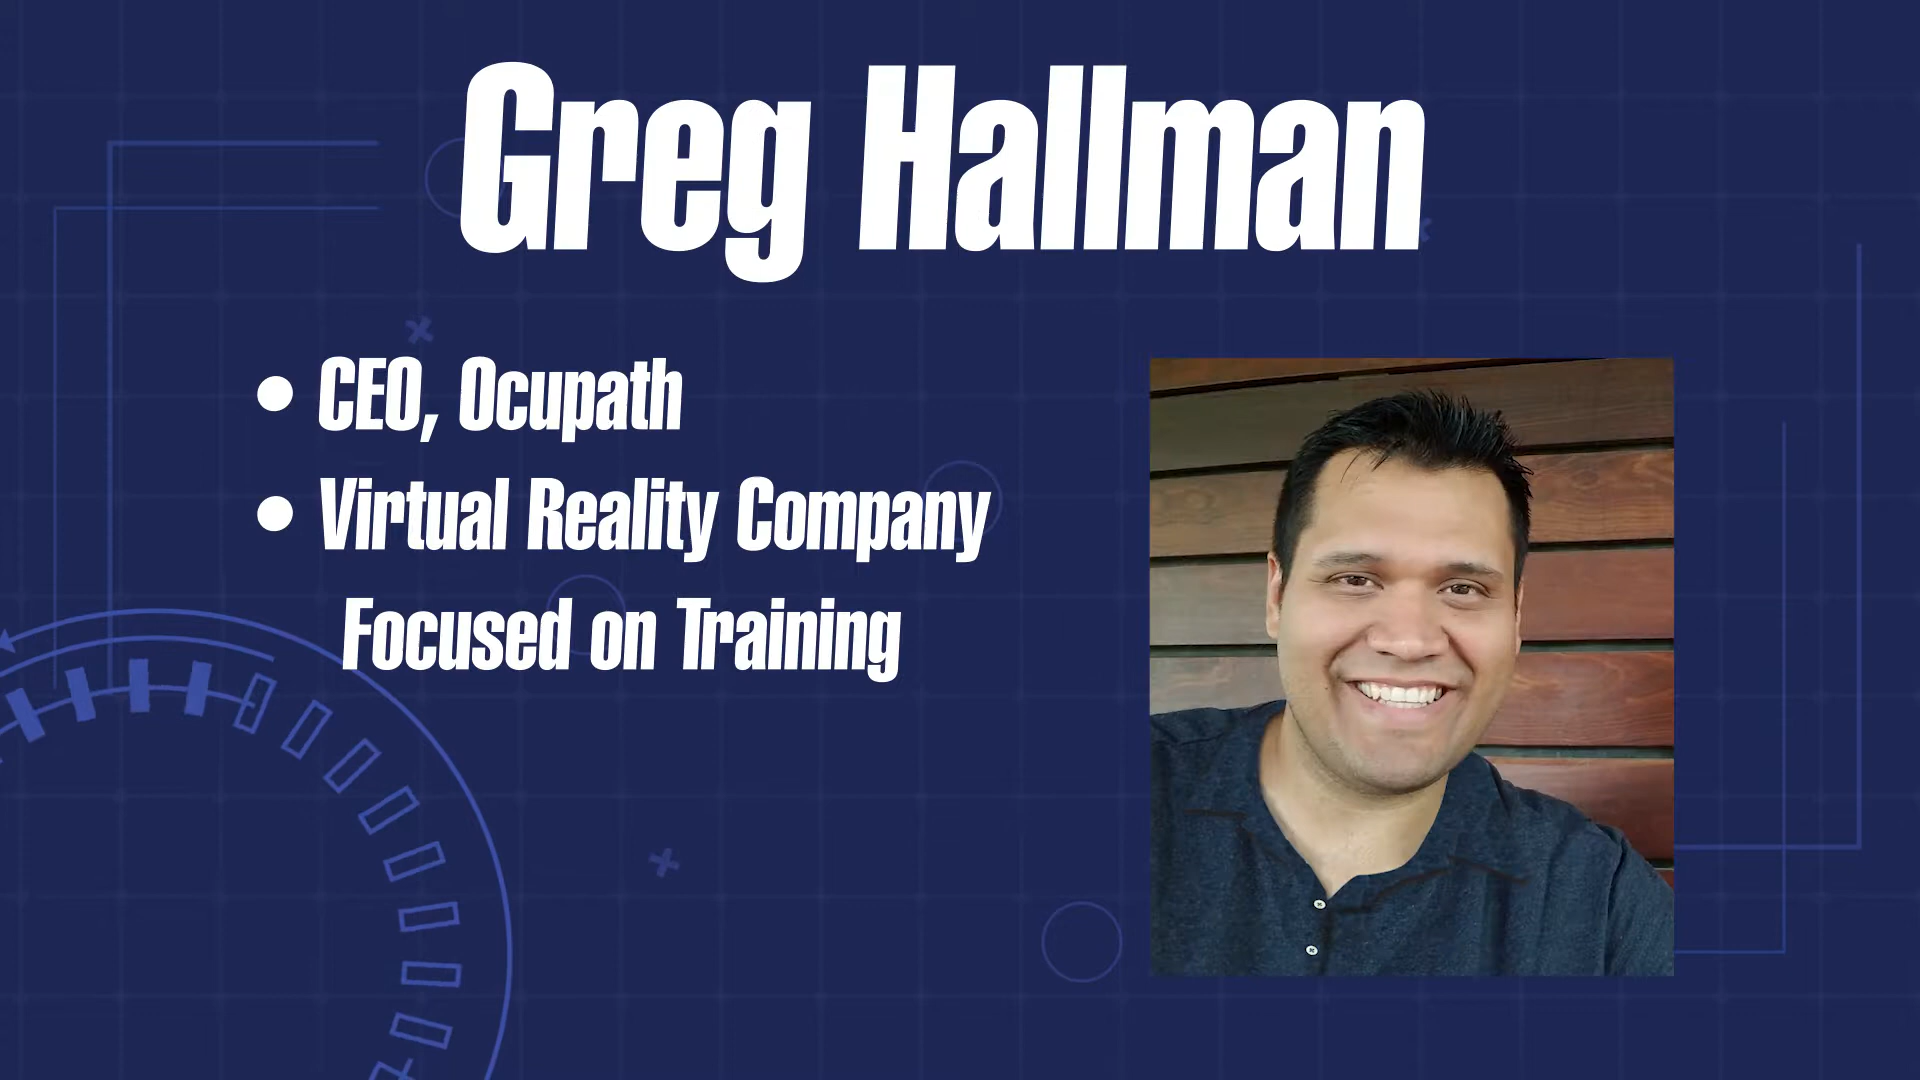 Greg Hallman
• CEO, Ocupath
• Virtual Reality Company
Focused on Training